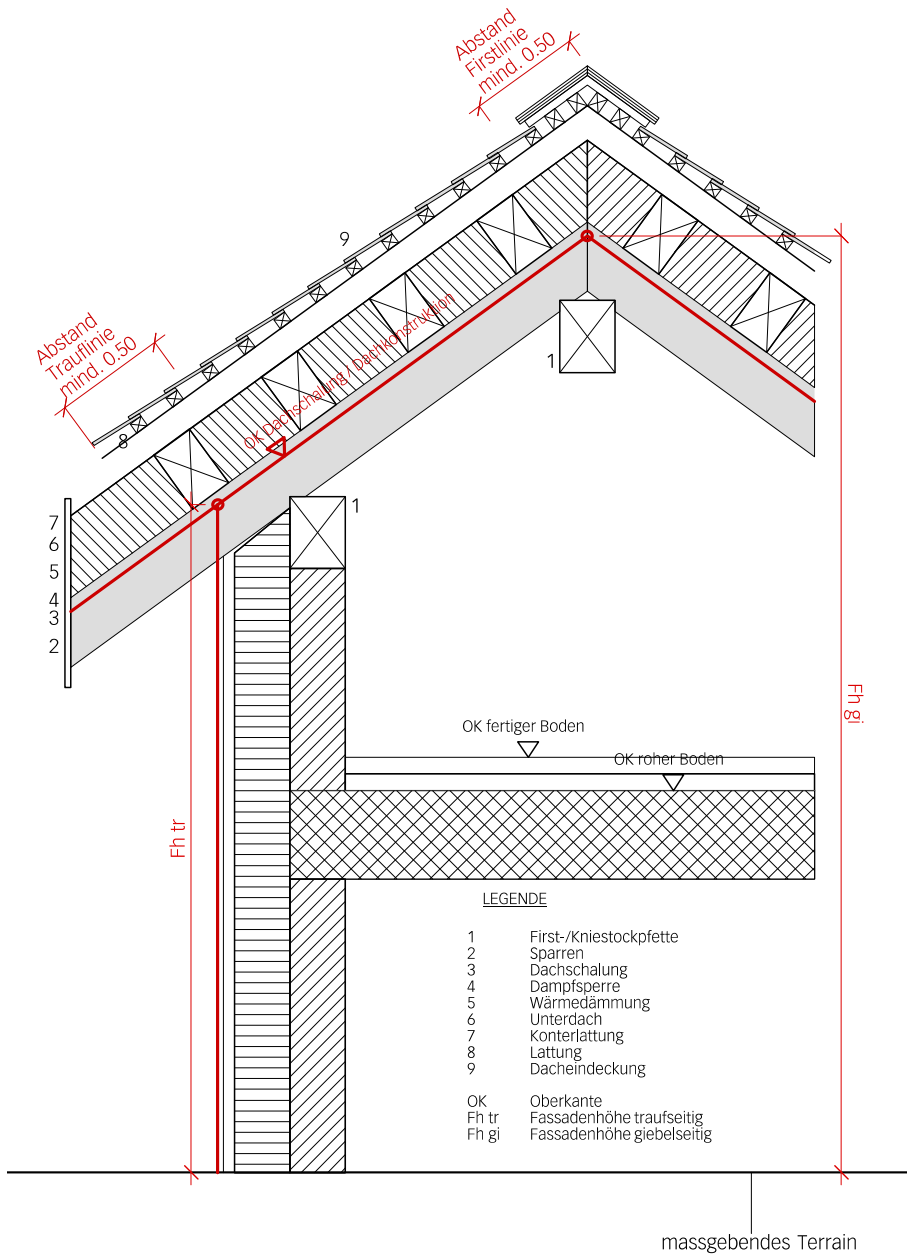 Abstand
Firstlinie
mind. 0.50
9
Abstand
Trauflinie
mind. 0.50
1
OK Dachschalung / Dachkonstruktion
8
1
7
6
5
4
3
2
Fh gi
OK fertiger Boden
OK roher Boden
Fh tr
LEGENDE
1 First-/Kniestockpfette
2 Sparren
3 Dachschalung
4 Dampfsperre
5 Wärmedämmung
6 Unterdach
7 Konterlattung
8 Lattung
9 Dacheindeckung
OK Oberkante
Fh tr Fassadenhöhe traufseitig
Fh gi Fassadenhöhe giebelseitig
massgebendes Terrain